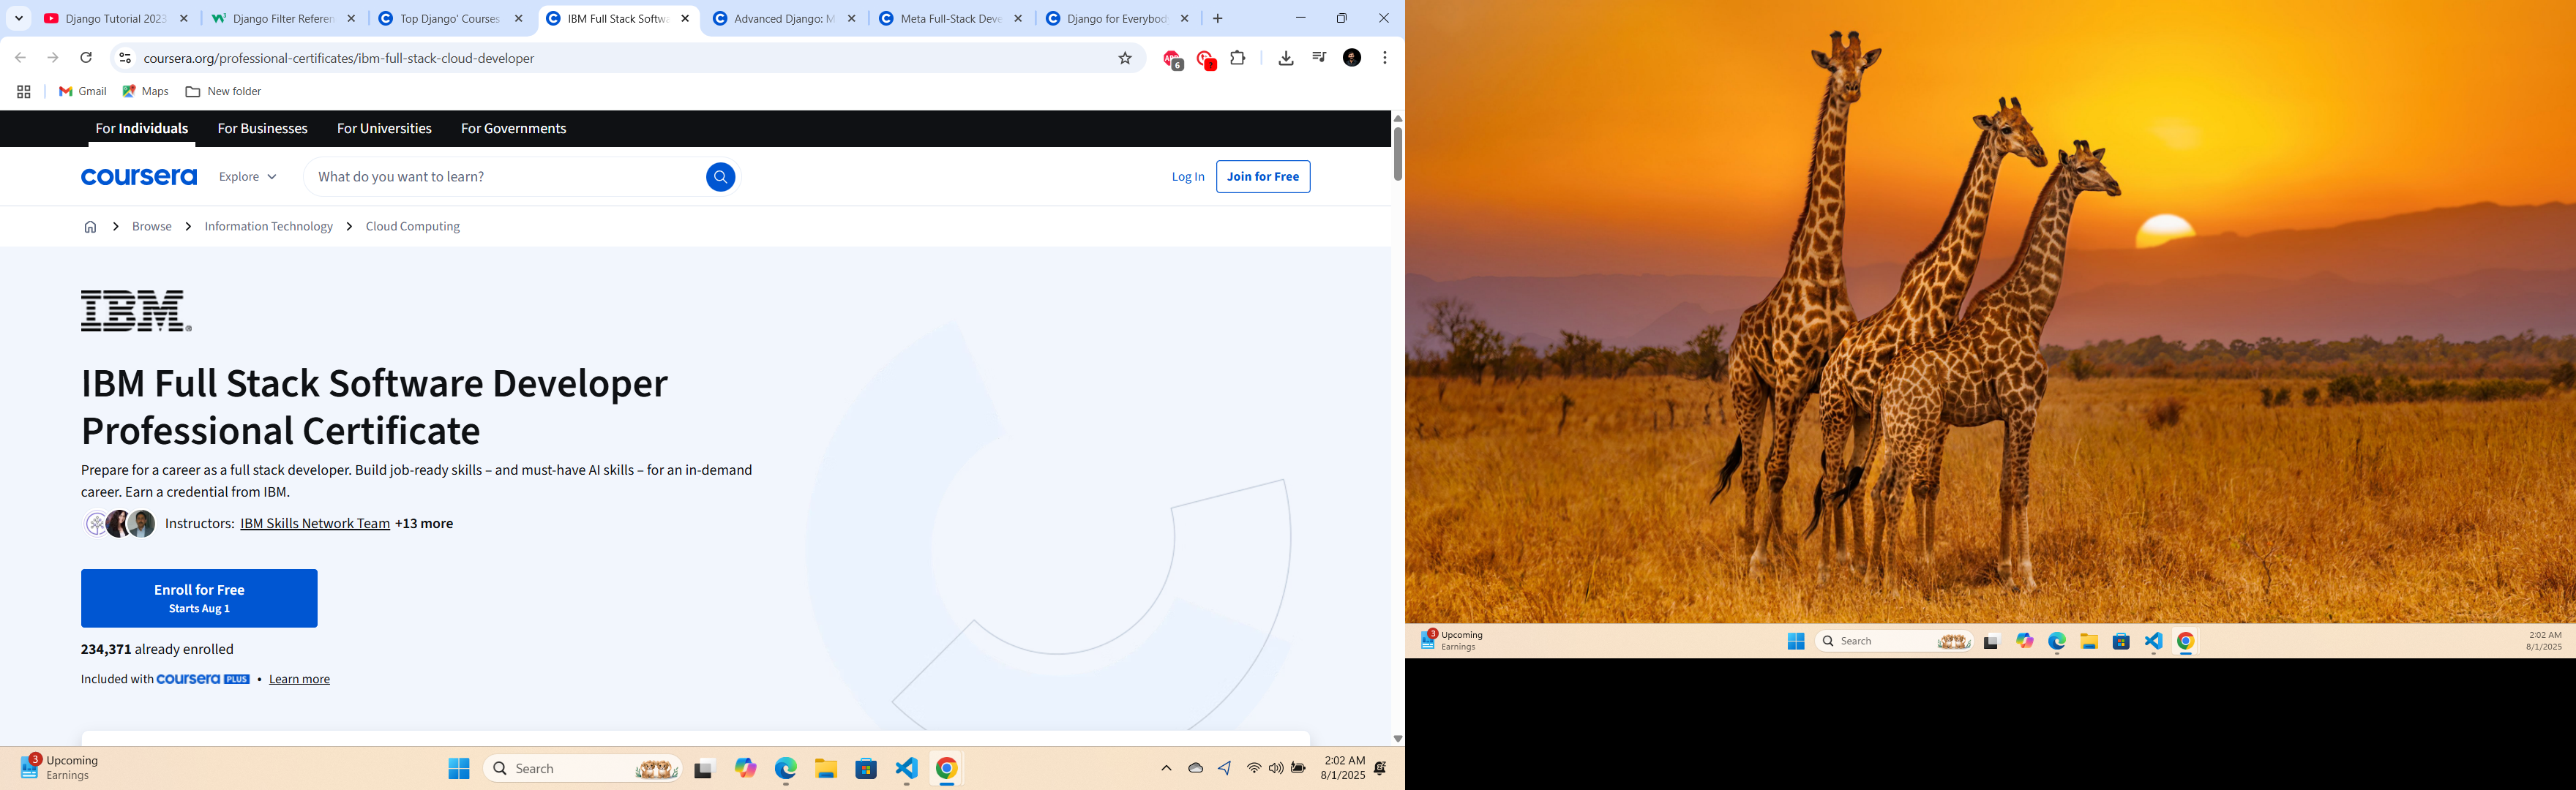 Django Tutorial 2023
Django Filter Referen
Top Django' Courses
IBM Full Stack Softwa
Advanced Django: M
Meta Full-Stack Deve
Django for Everybod
coursera.org/professional-certificates/ibm-full-stack-cloud-developer
6
Gmail
Maps
New folder
For Individuals
For Businesses
For Universities
For Governments
coursera
Explore
What do you want to learn?
Log In
Join for Free
Browse
Information Technology
Cloud Computing
IBM®
IBM Full Stack Software Developer
Professional Certificate
Prepare for a career as a full stack developer. Build job-ready skills – and must-have AI skills – for an in-demand
career. Earn a credential from IBM.
Instructors: IBM Skills Network Team +13 more
Enroll for Free
Starts Aug 1
234,371 already enrolled
Included with coursera PLUS • Learn more
3
Upcoming
Earnings
Search
2:02 AM
8/1/2025
3
Upcoming
Earnings
Search
2:02 AM
8/1/2025